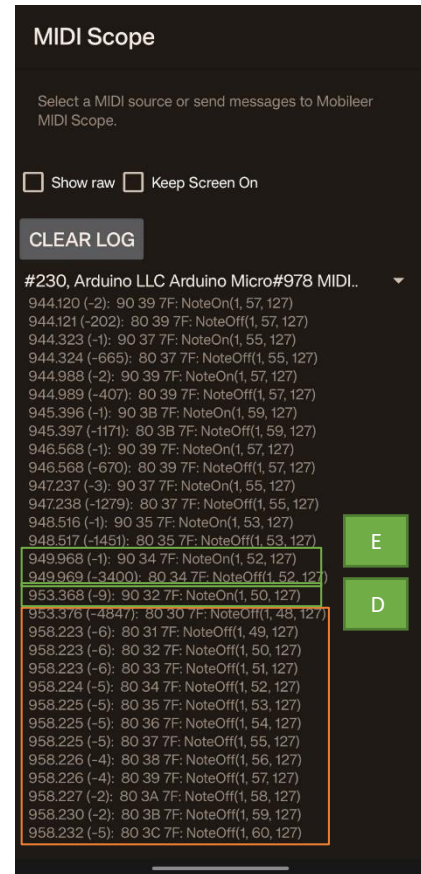 MIDI Scope
Select a MIDI source or send messages to Mobileer
MIDI Scope.
Show raw Keep Screen On
CLEAR LOG
#230, Arduino LLC Arduino Micro#978 MIDI..
944.120 (-2): 90 39 7F: NoteOn(1, 57, 127)
944.121 (-202): 80 39 7F: NoteOff(1, 57, 127)
944.323 (-1): 90 37 7F: NoteOn(1, 55, 127)
944.324 (-665): 80 37 7F: NoteOff(1, 55, 127)
944.988 (-2): 90 39 7F: NoteOn(1, 57, 127)
944.989 (-407): 80 39 7F: NoteOff(1, 57, 127)
945.396 (-1): 90 3B 7F: NoteOn(1, 59, 127)
945.397 (-1171): 80 3B 7F: NoteOff(1, 59, 127)
946.568 (-1): 90 39 7F: NoteOn(1, 57, 127)
946.568 (-670): 80 39 7F: NoteOff(1, 57, 127)
947.237 (-3): 90 37 7F: NoteOn(1, 55, 127)
947.238 (-1279): 80 37 7F: NoteOff(1, 55, 127)
948.516 (-1): 90 35 7F: NoteOn(1, 53, 127)
948.517 (-1451): 80 35 7F: NoteOff(1, 53, 127)
E
949.968 (-1): 90 34 7F: NoteOn(1, 52, 127)
949.969 (-3400): 80 34 7F: NoteOff(1, 52, 127)
953.368 (-9): 90 32 7F: NoteOn(1, 50, 127)
D
953.376 (-4847): 80 30 7F: NoteOff(1, 48, 127)
958.223 (-6): 80 31 7F: NoteOff(1, 49, 127)
958.223 (-6): 80 32 7F: NoteOff(1, 50, 127)
958.223 (-6): 80 33 7F: NoteOff(1, 51, 127)
958.224 (-5): 80 34 7F: NoteOff(1, 52, 127)
958.225 (-5): 80 35 7F: NoteOff(1, 53, 127)
958.225 (-5): 80 36 7F: NoteOff(1, 54, 127)
958.225 (-5): 80 37 7F: NoteOff(1, 55, 127)
958.226 (-4): 80 38 7F: NoteOff(1, 56, 127)
958.226 (-4): 80 39 7F: NoteOff(1, 57, 127)
958.227 (-2): 80 3A 7F: NoteOff(1, 58, 127)
958.230 (-2): 80 3B 7F: NoteOff(1, 59, 127)
958.232 (-5): 80 3C 7F: NoteOff(1, 60, 127)